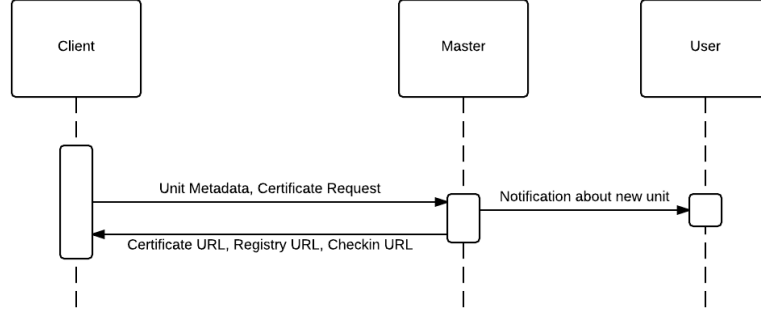 Client
Master
User
Unit Metadata, Certificate Request
Notification about new unit
Certificate URL, Registry URL, Checkin URL